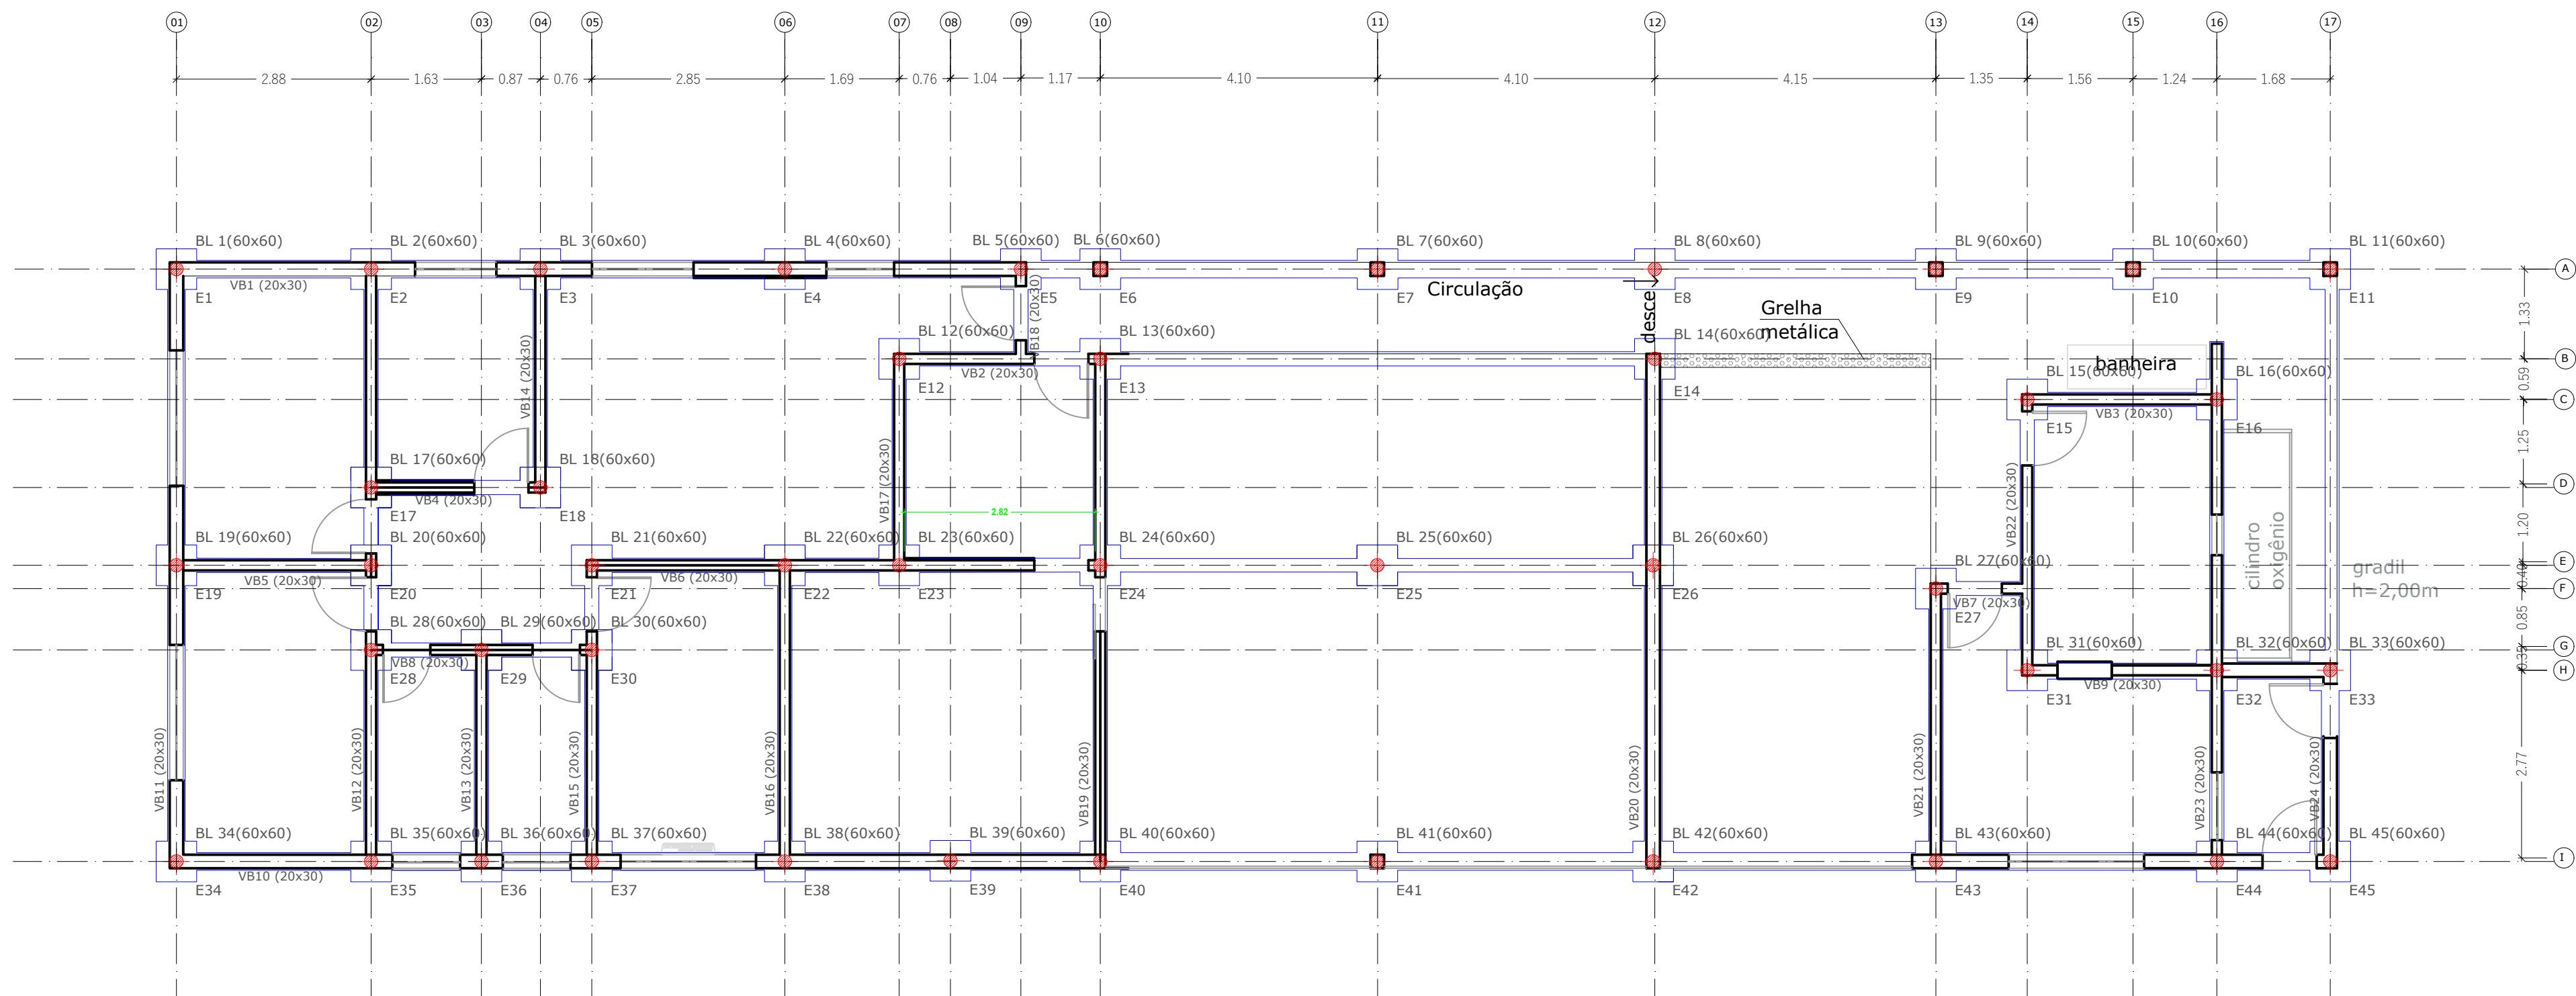 01 02 03 04 05 06 07 08 09 10 11 12 13 14 15 16 17
2.88 1.63 0.87 0.76 2.85 1.69 0.76 1.04 1.17 4.10 4.10 4.15 1.35 1.56 1.24 1.68
BL 1(60x60) BL 2(60x60) BL 3(60x60) BL 4(60x60) BL 5(60x60) BL 6(60x60) BL 7(60x60) BL 8(60x60) BL 9(60x60) BL 10(60x60) BL 11(60x60)
A
VB1 (20x30)
Circulação
E1 E2 E3 E4 E5 E6 E7 E8 E9 E10 E11
desce
Grelha
metálica
1.33
VB18 (20x30)
BL 12(60x60) BL 13(60x60) BL 14(60x60)
banheira
B
VB14 (20x30)
VB2 (20x30)
BL 15(60x60) BL 16(60x60)
0.59
E12 E13 E14
C
VB3 (20x30)
E15 E16
1.25
BL 17(60x60) BL 18(60x60)
D
VB4 (20x30)
VB17 (20x30)
VB22 (20x30)
2.82
E17 E18
1.20
BL 19(60x60) BL 20(60x60) BL 21(60x60) BL 22(60x60) BL 23(60x60) BL 24(60x60) BL 25(60x60) BL 26(60x60)
cilindro
oxigênio
BL 27(60x60)
E
gradil
h=2,00m
VB5 (20x30) VB6 (20x30)
0.40
F
E19 E20 E21 E22 E23 E24 E25 E26
VB7 (20x30)
E27
0.85
BL 28(60x60) BL 29(60x60) BL 30(60x60)
BL 31(60x60) BL 32(60x60) BL 33(60x60)
G
VB8 (20x30)
0.35
H
E28 E29 E30
VB9 (20x30)
E31 E32 E33
2.77
VB11 (20x30) VB12 (20x30) VB13 (20x30) VB15 (20x30) VB16 (20x30) VB19 (20x30) VB20 (20x30) VB21 (20x30) VB23 (20x30) VB24 (20x30)
BL 34(60x60) BL 35(60x60) BL 36(60x60) BL 37(60x60) BL 38(60x60) BL 39(60x60) BL 40(60x60) BL 41(60x60) BL 42(60x60) BL 43(60x60) BL 44(60x60) BL 45(60x60)
I
VB10 (20x30)
E34 E35 E36 E37 E38 E39 E40 E41 E42 E43 E44 E45